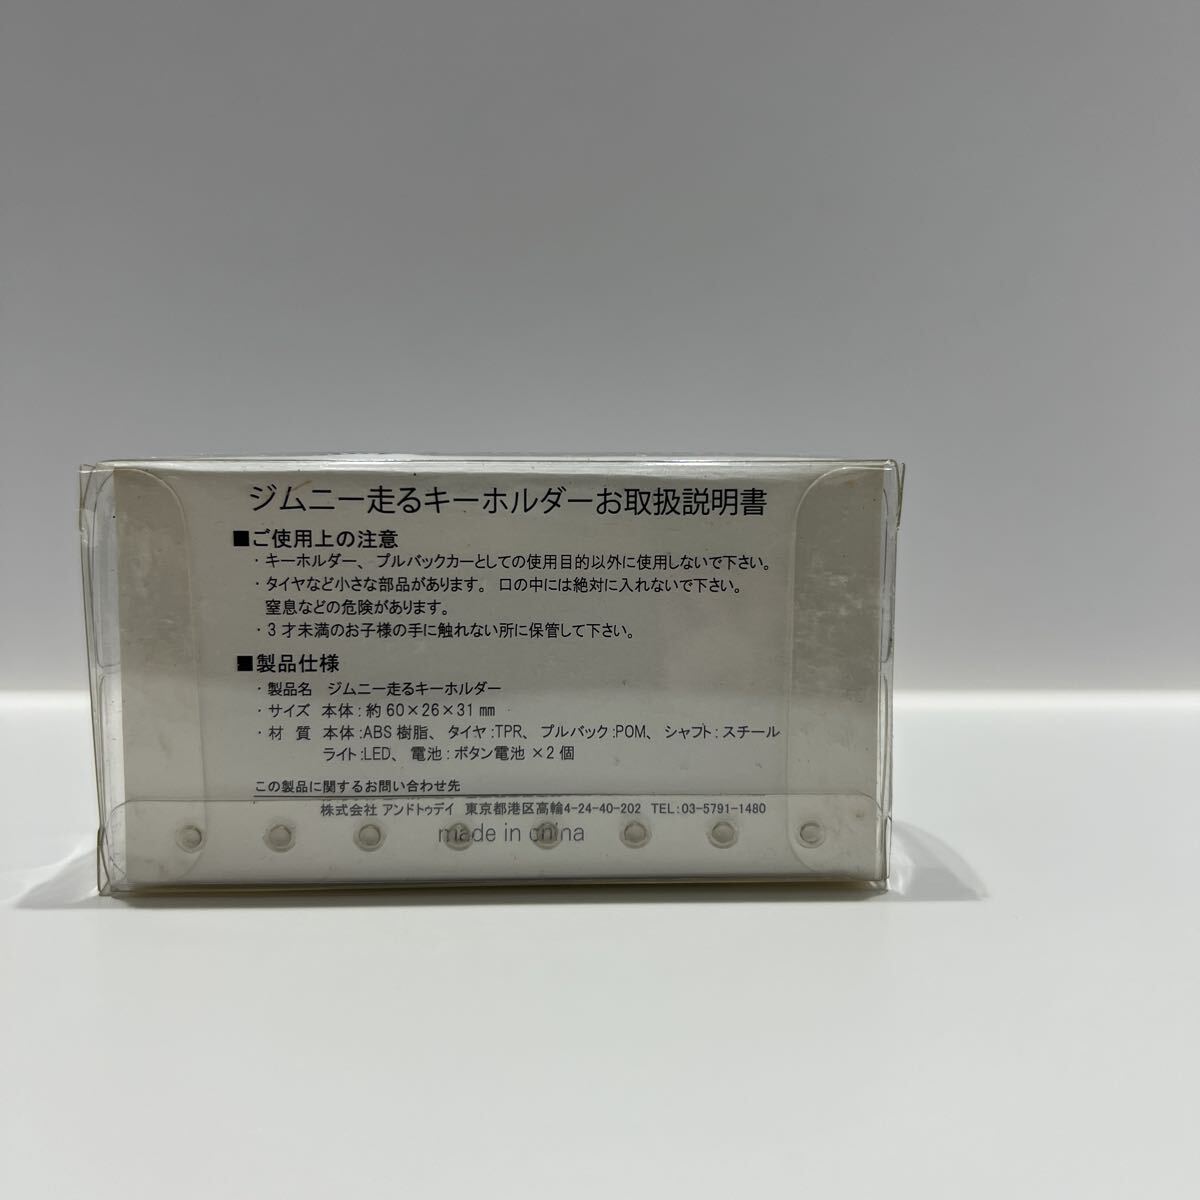 ジムニー走るキーホルダーお取扱説明書
■ご使用上の注意
・キーホルダー、プルバックカーとしての使用目的以外に使用しないで下さい。
・タイヤなど小さな部品があります。口の中には絶対に入れないで下さい。
窒息などの危険があります。
・3才未満のお子様の手に触れない所に保管して下さい。
■製品仕様
・製品名 ジムニー走るキーホルダー
・サイズ 本体:約60×26×31㎜
・材 質 本体:ABS樹脂、タイヤ:TPR、プルバック:POM、シャフト:スチール
ライト:LED、電池:ボタン電池×2個
この製品に関するお問い合わせ先
株式会社 アンドトゥデイ 東京都港区高輪4-24-40-202 TEL:03-5791-1480
made in china